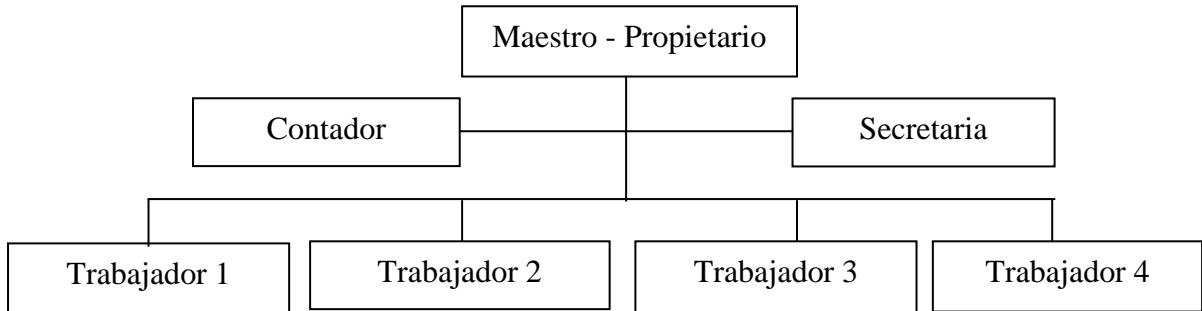 Maestro - Propietario
Contador
Secretaria
Trabajador 1
Trabajador 2
Trabajador 3
Trabajador 4